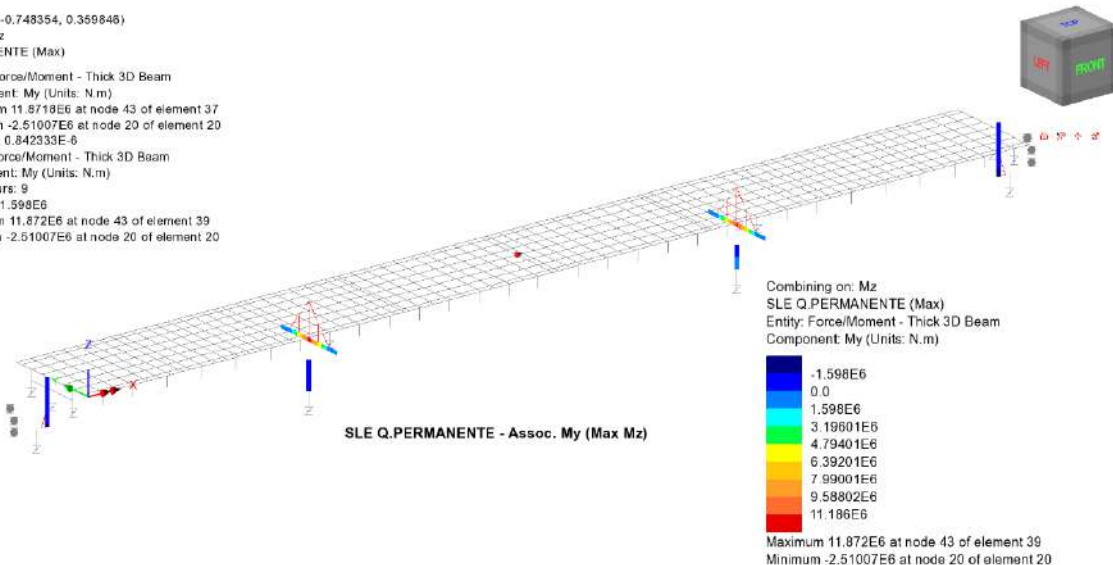 -0.748354, 0.359846)
z
ENTE (Max)
orce/Moment - Thick 3D Beam
ent: My (Units: N.m)
m 11.8718E6 at node 43 of element 37
n -2.51007E6 at node 20 of element 20
: 0.842333E-6
orce/Moment - Thick 3D Beam
ent: My (Units: N.m)
urs: 9
1.598E6
m 11.872E6 at node 43 of element 39
n -2.51007E6 at node 20 of element 20
TOP
LEFT
FRONT
Z
Z
Z
Z
X
Z
Z
Z
Z
Z
SLE Q.PERMANENTE - Assoc. My (Max Mz)
Combining on: Mz
SLE Q.PERMANENTE (Max)
Entity: Force/Moment - Thick 3D Beam
Component: My (Units: N.m)
-1.598E6
0.0
1.598E6
3.19601E6
4.79401E6
6.39201E6
7.99001E6
9.58802E6
11.186E6
Maximum 11.872E6 at node 43 of element 39
Minimum -2.51007E6 at node 20 of element 20